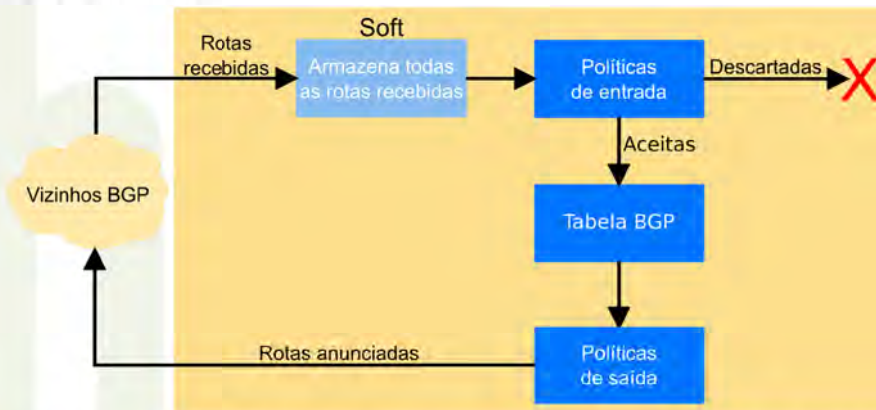 Soft
Rotas
recebidas
Armazena todas
as rotas recebidas
Políticas
de entrada
Descartadas
X
Aceitas
Vizinhos BGP
Tabela BGP
Rotas anunciadas
Políticas
de saída